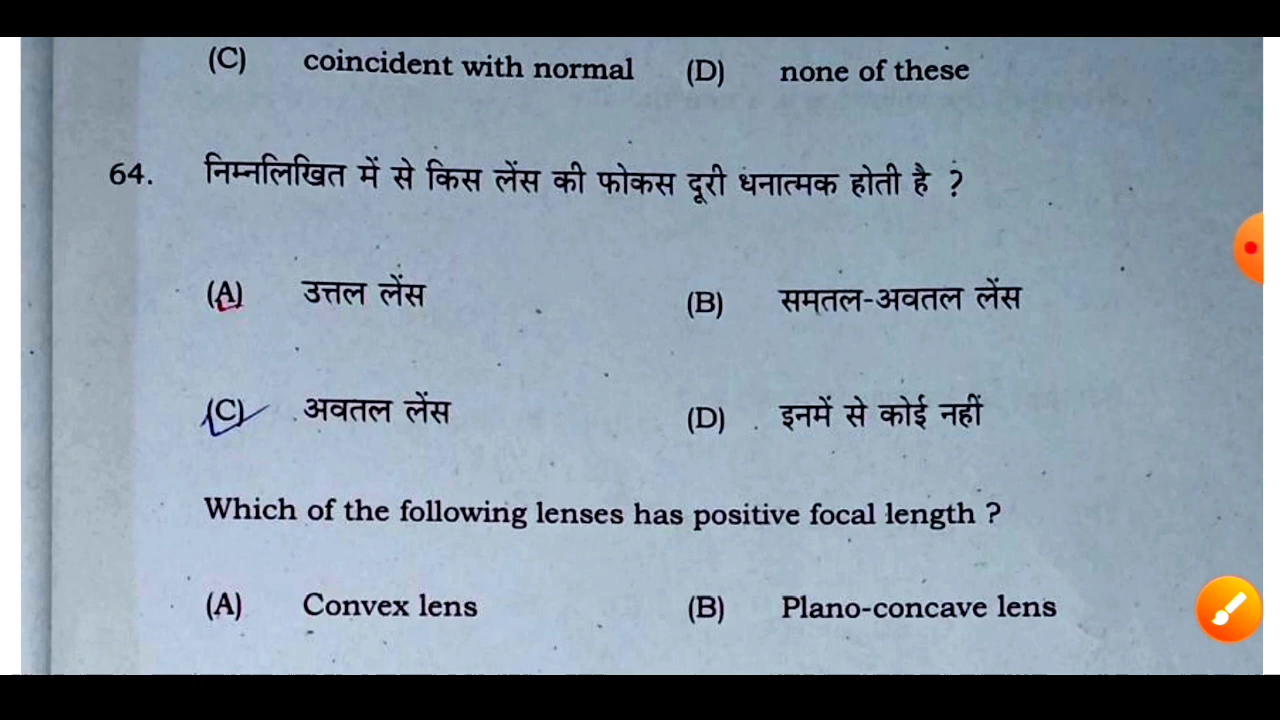 (C) coincident with normal (D) none of these
64. निम्नलिखित में से किस लेंस की फोकस दूरी धनात्मक होती है ?
(A) उत्तल लेंस (B) समतल-अवतल लेंस
(C) अवतल लेंस (D) इनमें से कोई नहीं
Which of the following lenses has positive focal length ?
(A) Convex lens (B) Plano-concave lens